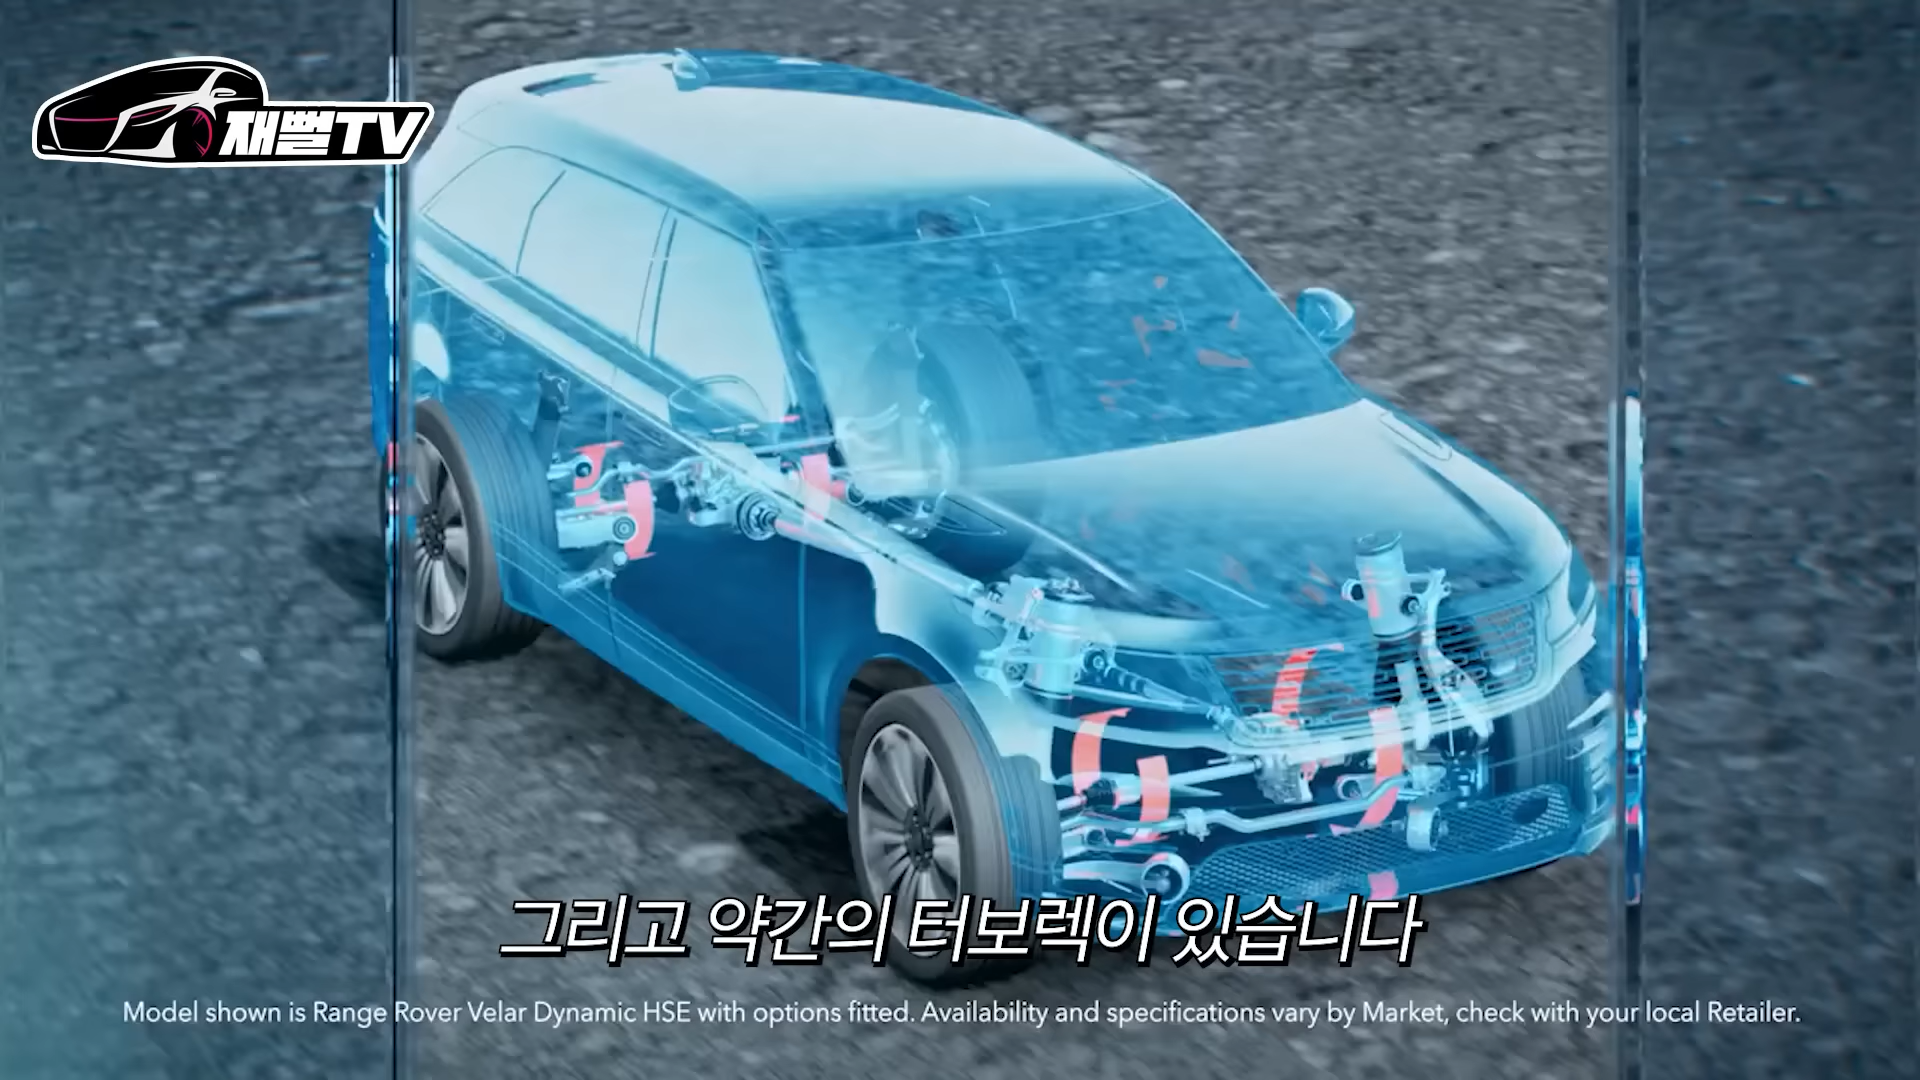 재뻘TV
그리고 약간의 터보렉이 있습니다
Model shown is Range Rover Velar Dynamic HSE with options fitted. Availability and specifications vary by Market, check with your local Retailer.